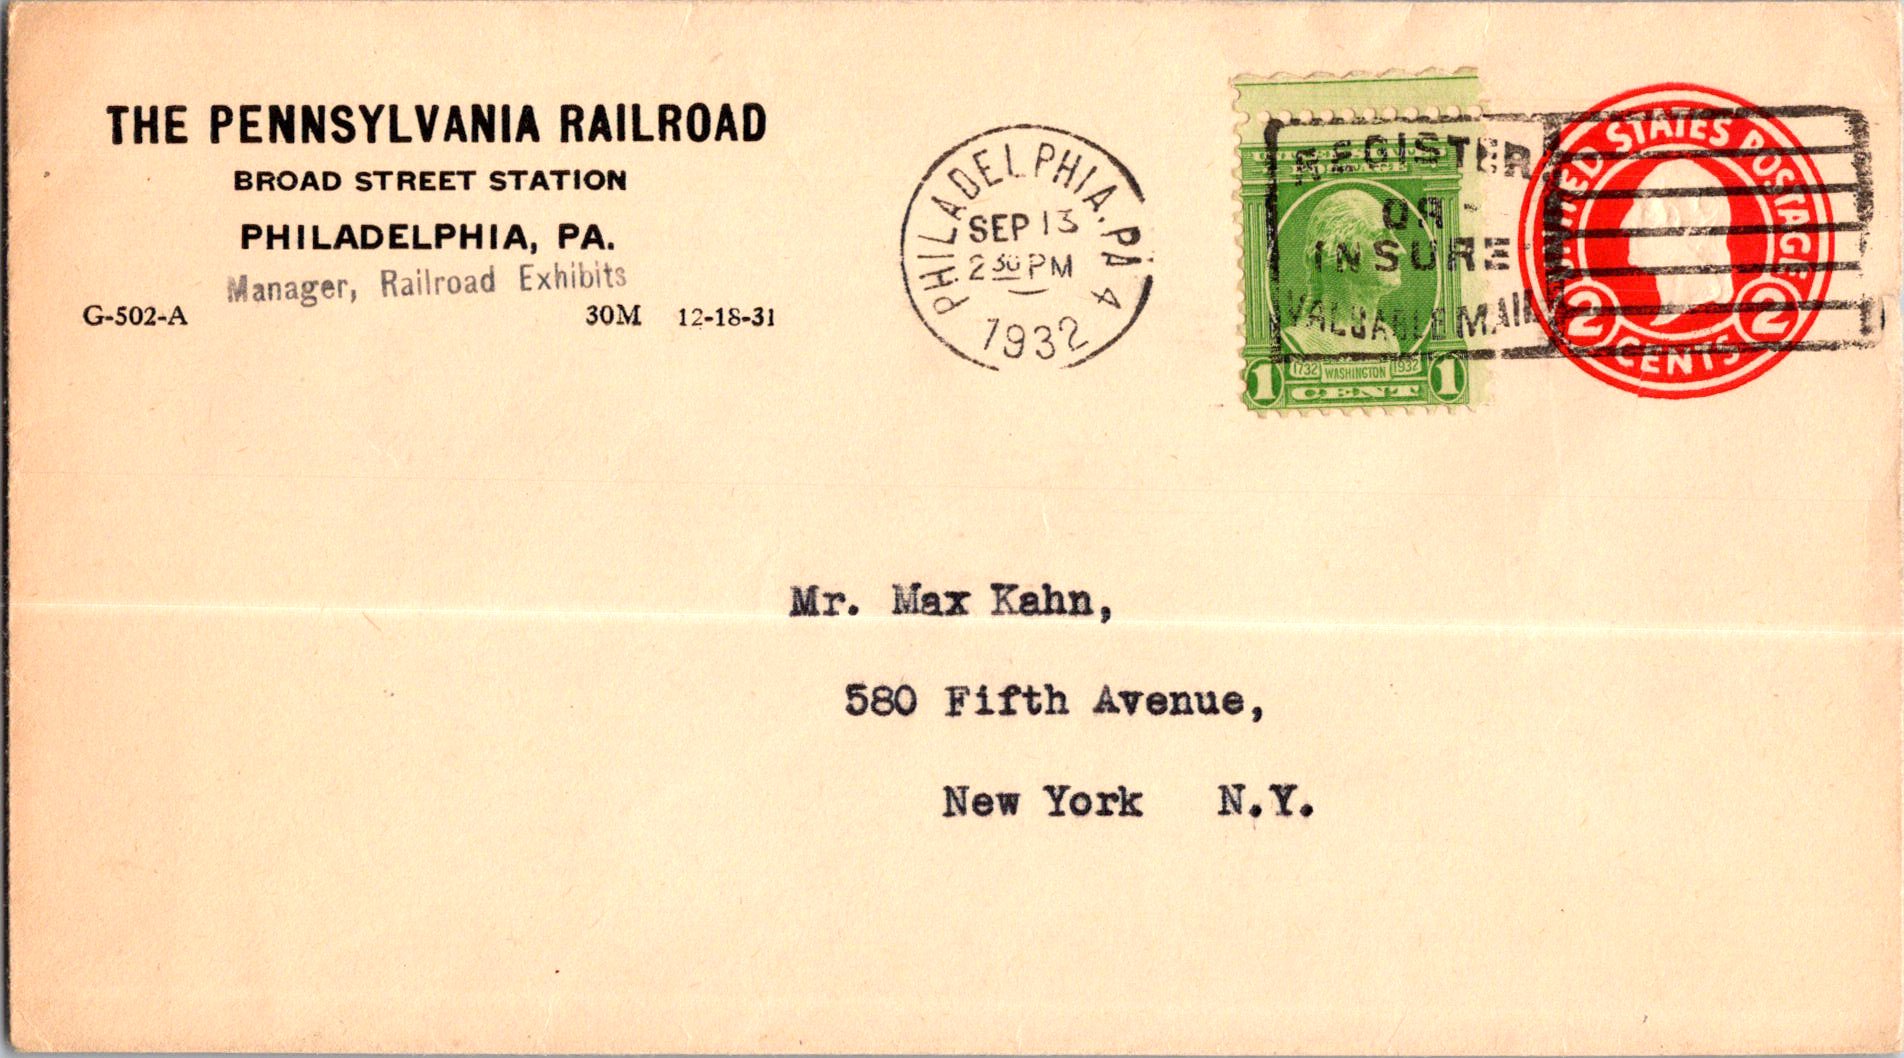 THE PENNSYLVANIA RAILROAD
BROAD STREET STATION
PHILADELPHIA, PA.
Manager, Railroad Exhibits
G-502-A 30M 12-18-31
PHILADELPHIA, PA. 4
SEP 13
2 30 PM
1932
REGISTER
OR
INSURE
VALUABLE MAIL
1732 WASHINGTON 1932
1 CENT 1
UNITED STATES POSTAGE
2 CENTS 2
Mr. Max Kahn,
580 Fifth Avenue,
New York N.Y.